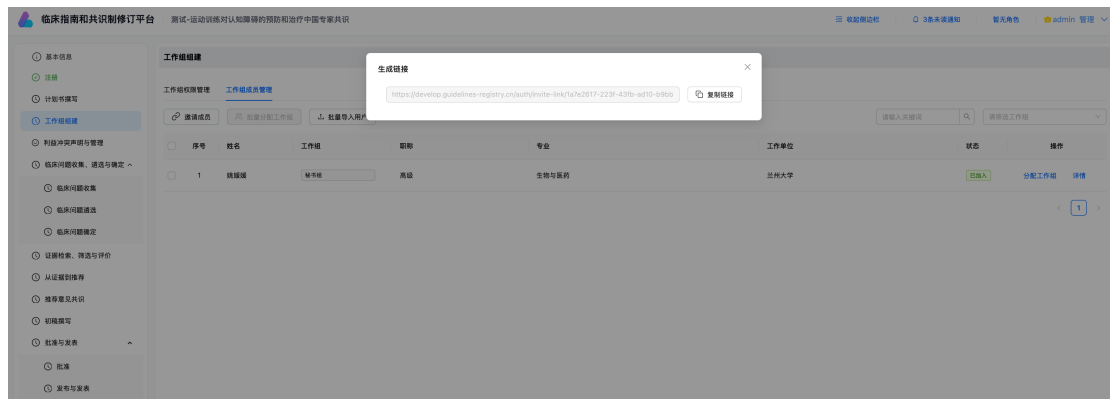 临床指南和共识制修订平台
测试-运动训练对认知障碍的预防和治疗中国专家共识
收起侧边栏
3条未读通知
暂无角色
admin 管理
基本信息
注册
计划书撰写
工作组组建
利益冲突声明与管理
临床问题收集、遴选与确定
临床问题收集
临床问题遴选
临床问题确定
证据检索、筛选与评价
从证据到推荐
推荐意见共识
初稿撰写
批准与发表
批准
发布与发表
工作组组建
工作组权限管理 工作组成员管理
邀请成员 批量分配工作组 批量导入用户
请输入关键词 请筛选工作组
生成链接
https://develop.guidelines-registry.cn/auth/invite-link/1a7e2617-223f-43fb-ad10-b9bb
复制链接
序号 姓名 工作组 职称 专业 工作单位 状态 操作
1 姚媛媛 秘书组 高级 生物与医药 兰州大学 已加入 分配工作组 详情
1